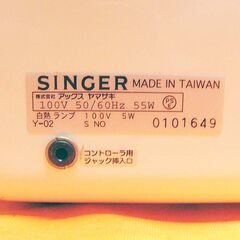 SINGER MADE IN TAIWAN
株式会社 アックス ヤマザキ
100V 50/60Hz 55W PS E
白熱ランプ 100V 5W
Y-02 S NO 0101649
コントローラ用
ジャック挿入口